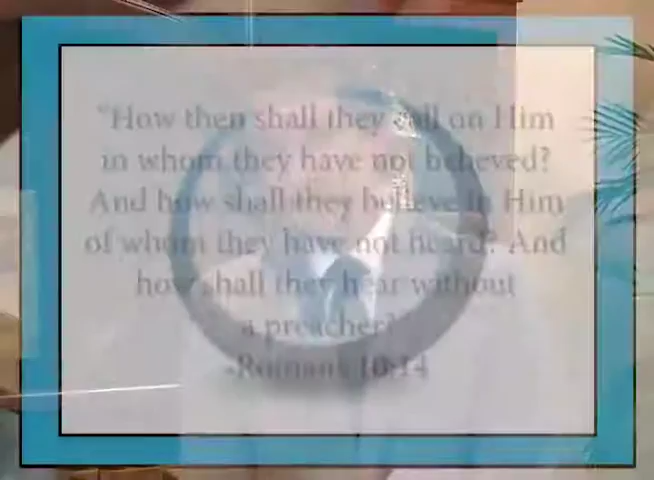 "How then shall they call on Him
in whom they have not believed?
And how shall they believe in Him
of whom they have not heard? And
how shall they hear without
a preacher?"
-Romans 10:14